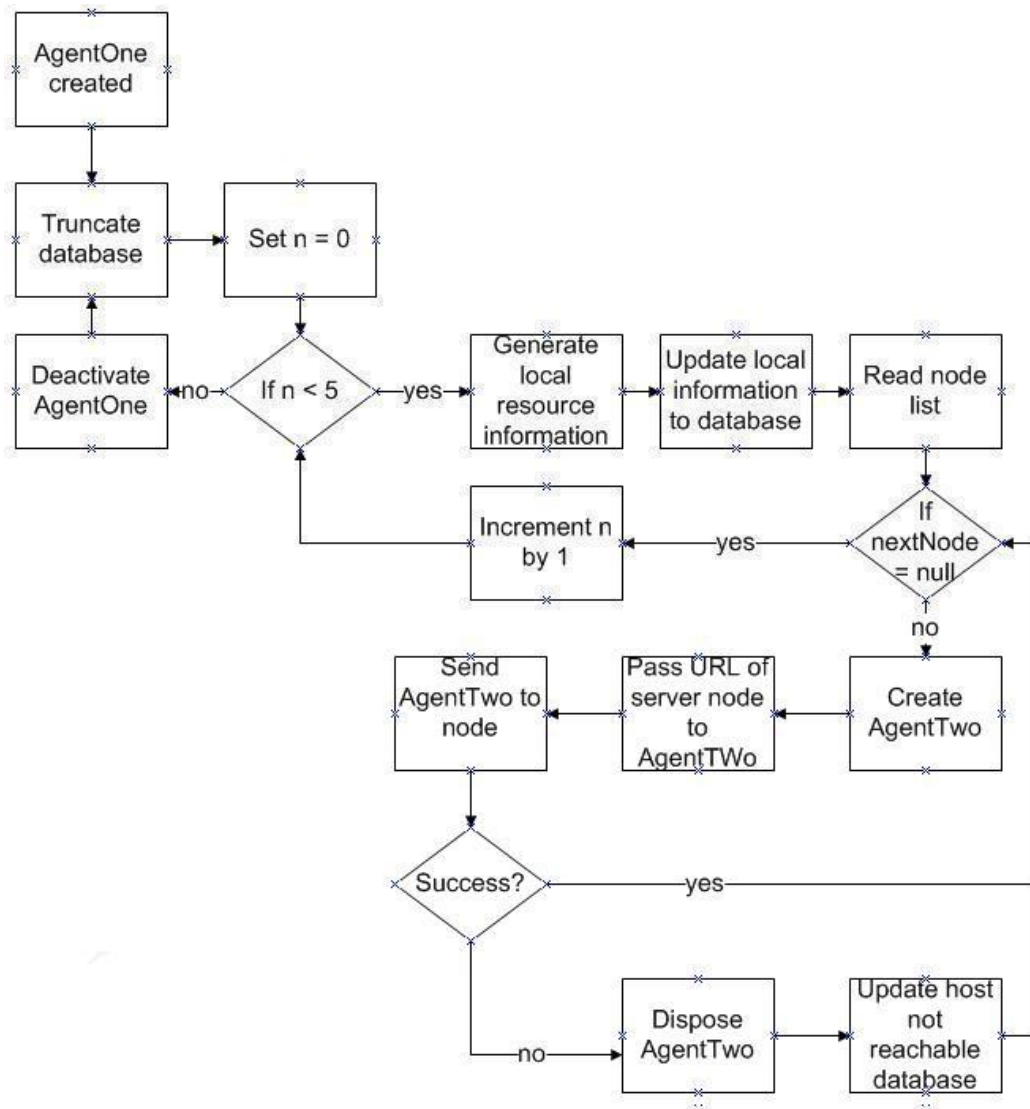 AgentOne
created
Truncate
database
Set n = 0
Deactivate
AgentOne
no
If n < 5
yes
Generate
local
resource
information
Update local
information
to database
Read node
list
Increment n
by 1
yes
If
nextNode
= null
no
Send
AgentTwo to
node
Pass URL of
server node
to
AgentTWo
Create
AgentTwo
Success?
yes
no
Dispose
AgentTwo
Update host
not
reachable
database